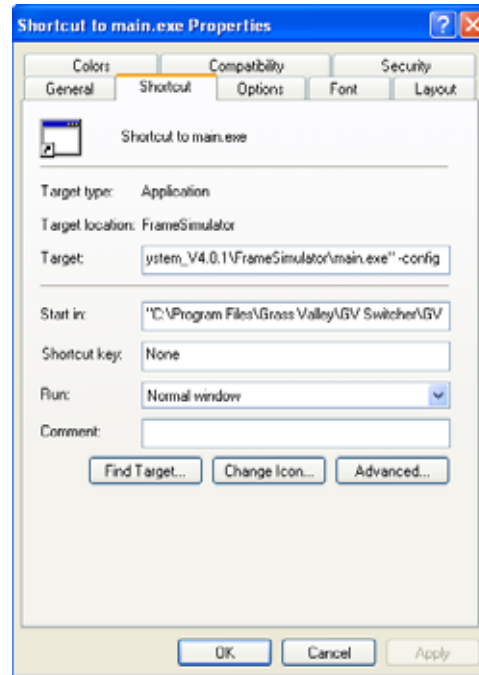 Shortcut to main.exe Properties
Colors Compatibility Security
General Shortcut Options Font Layout
Shortcut to main.exe
Target type: Application
Target location: FrameSimulator
Target: ystem_V4.0.1\FrameSimulator\main.exe" -config
Start in: "C:\Program Files\Grass Valley\GV Switcher\GV
Shortcut key: None
Run: Normal window
Comment:
Find Target... Change Icon... Advanced...
OK Cancel Apply